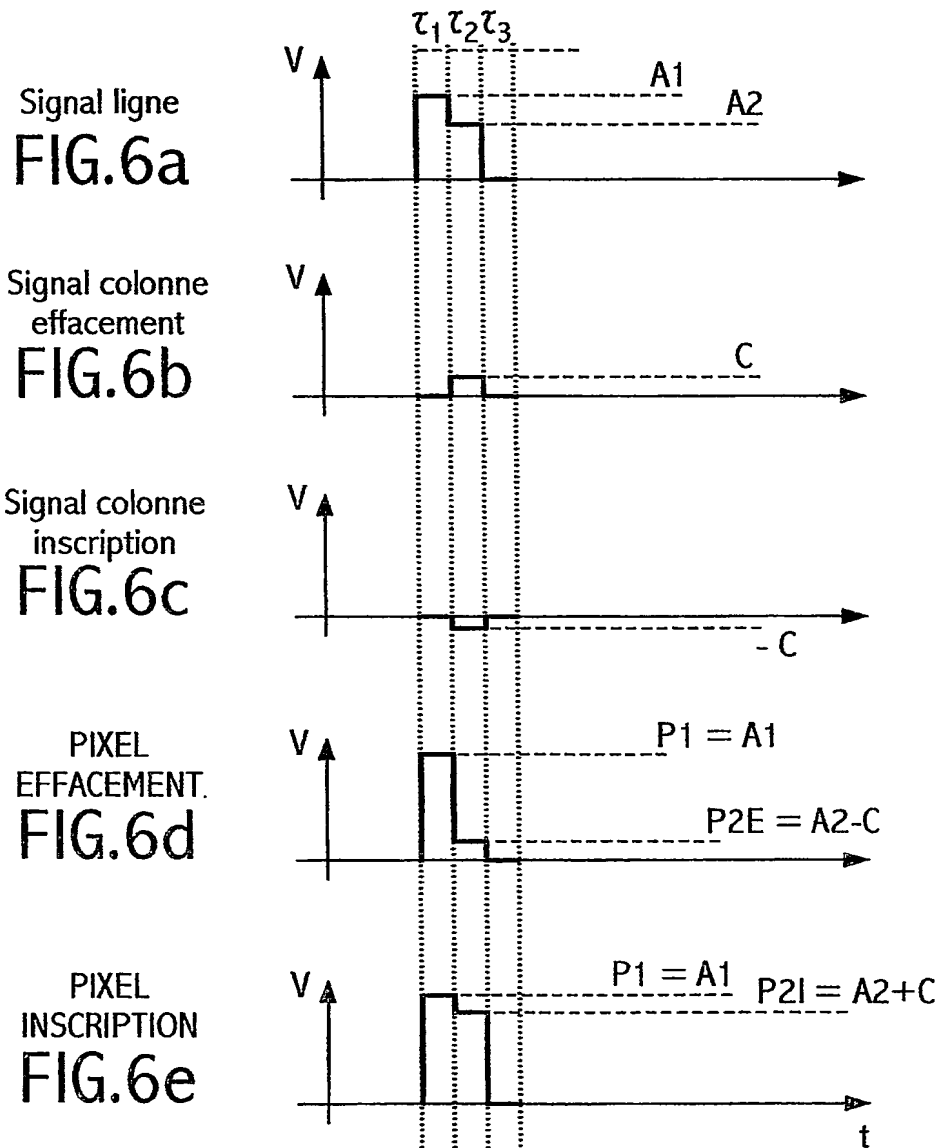 τ1 τ2 τ3
V
A1
Signal ligne
A2
FIG.6a
V
Signal colonne
effacement
FIG.6b
C
V
Signal colonne
inscription
FIG.6c
- C
PIXEL
EFFACEMENT.
FIG.6d
V
P1 = A1
P2E = A2-C
PIXEL
INSCRIPTION
FIG.6e
V
P1 = A1
P2I = A2+C
t